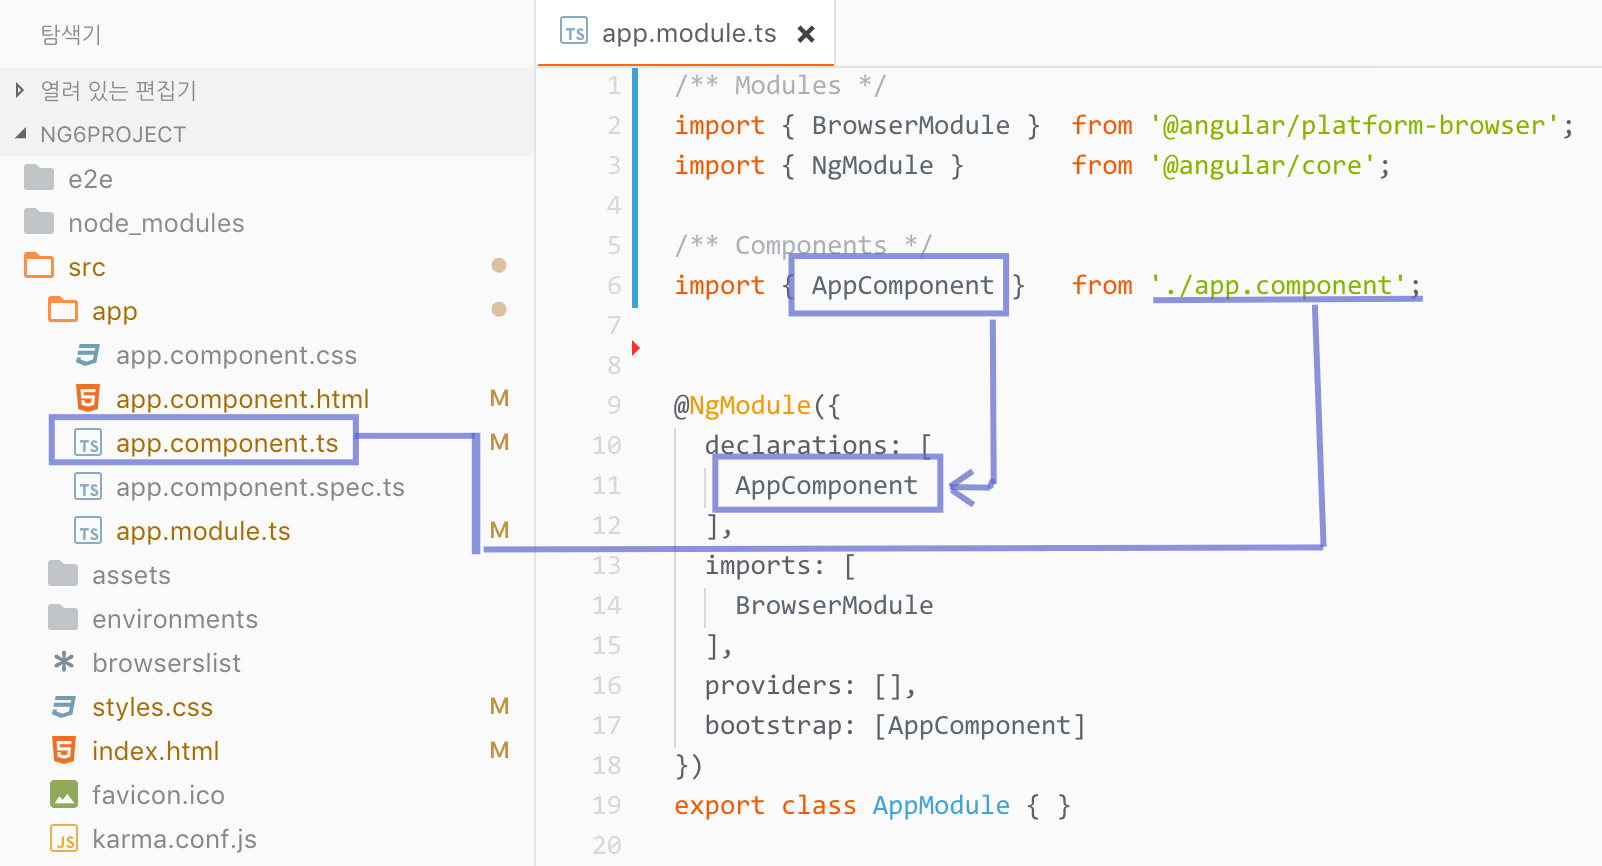 탐색기
열려 있는 편집기
NG6PROJECT
e2e
node_modules
src
app
app.component.css
app.component.html M
app.component.ts M
app.component.spec.ts
app.module.ts M
assets
environments
browserslist
styles.css M
index.html M
favicon.ico
karma.conf.js
app.module.ts
1 /** Modules */
2 import { BrowserModule }  from '@angular/platform-browser';
3 import { NgModule }       from '@angular/core';
4
5 /** Components */
6 import { AppComponent }   from './app.component';
7
8
9 @NgModule({
10   declarations: [
11     AppComponent
12   ],
13   imports: [
14     BrowserModule
15   ],
16   providers: [],
17   bootstrap: [AppComponent]
18 })
19 export class AppModule { }
20